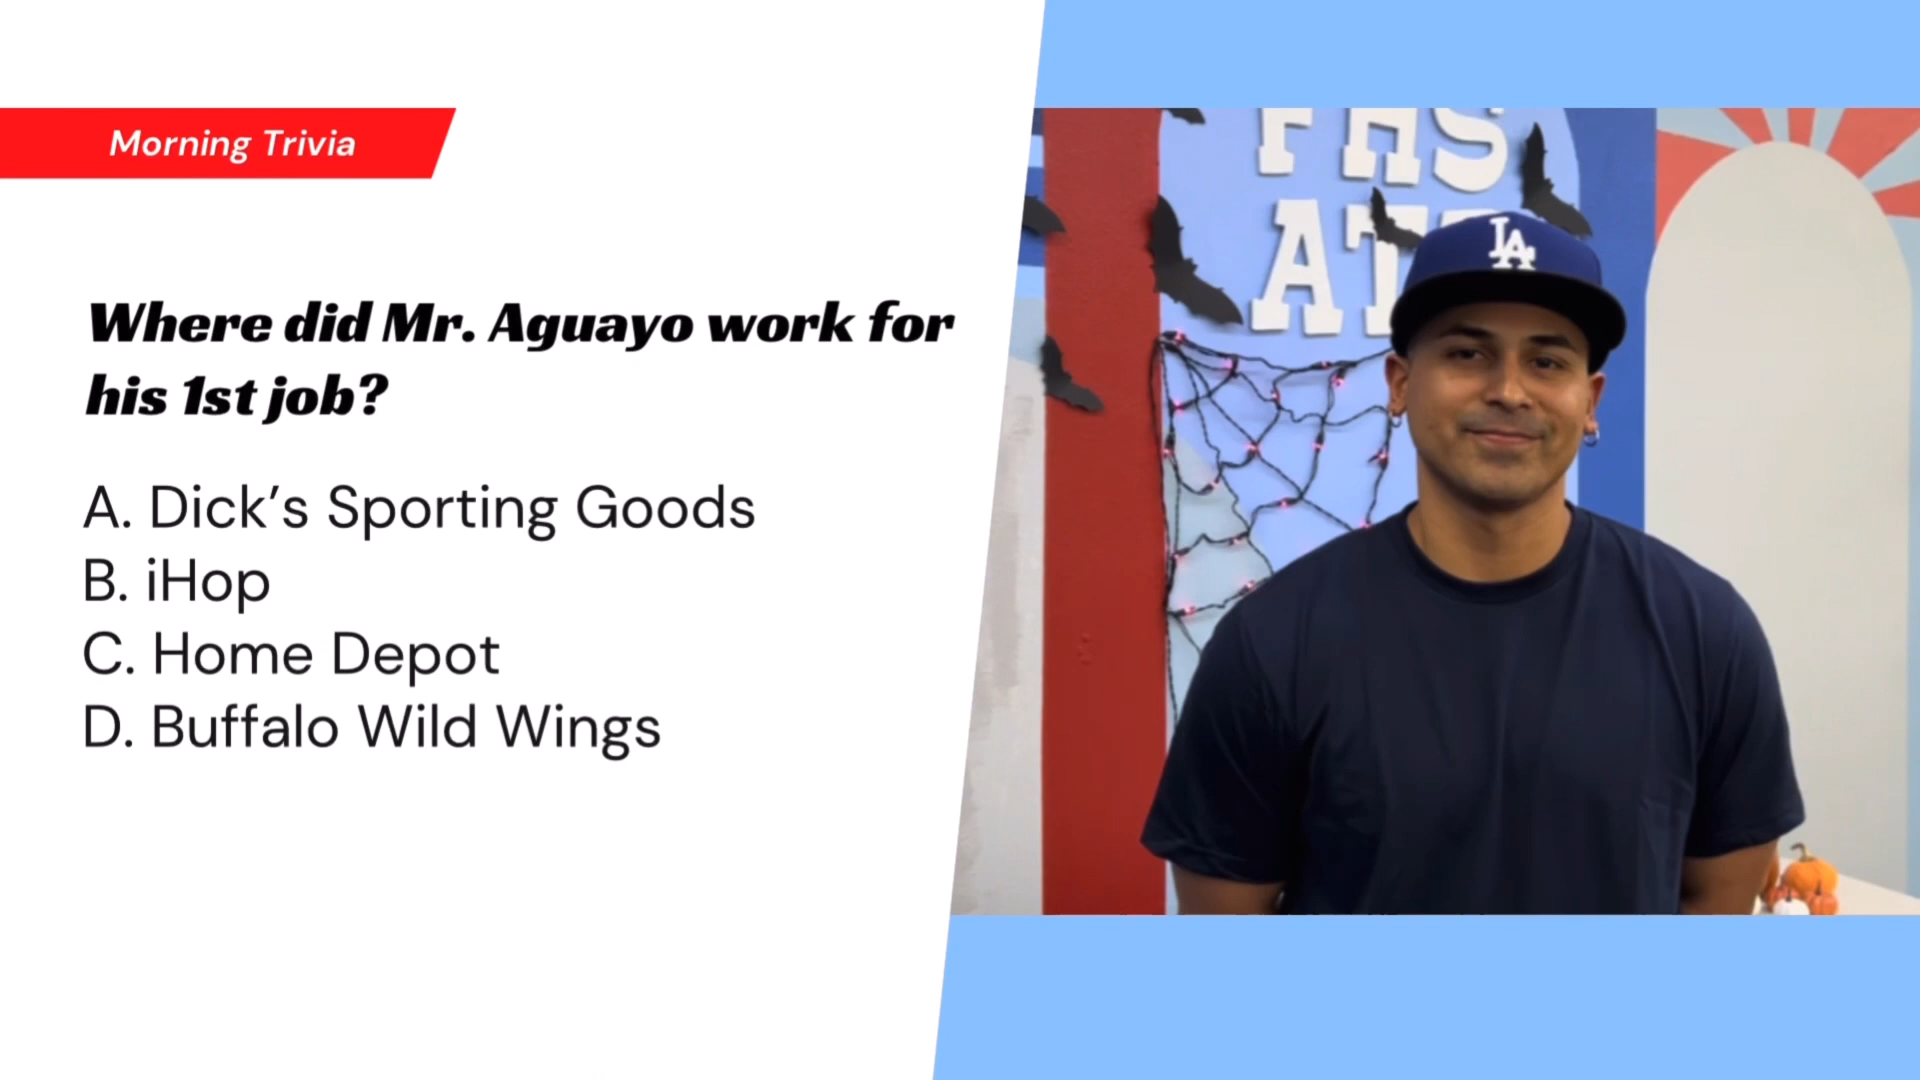 Morning Trivia
Where did Mr. Aguayo work for
his 1st job?
A. Dick’s Sporting Goods
B. iHop
C. Home Depot
D. Buffalo Wild Wings
LA